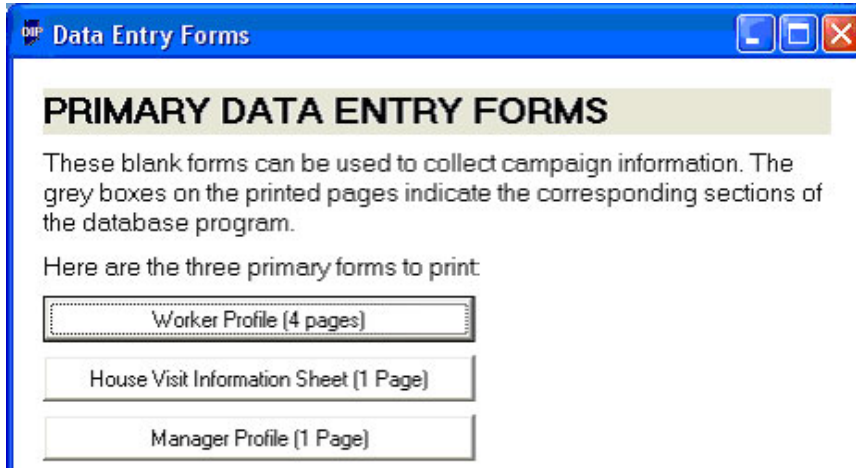 DIP Data Entry Forms
PRIMARY DATA ENTRY FORMS
These blank forms can be used to collect campaign information. The
grey boxes on the printed pages indicate the corresponding sections of
the database program.
Here are the three primary forms to print:
Worker Profile (4 pages)
House Visit Information Sheet (1 Page)
Manager Profile (1 Page)